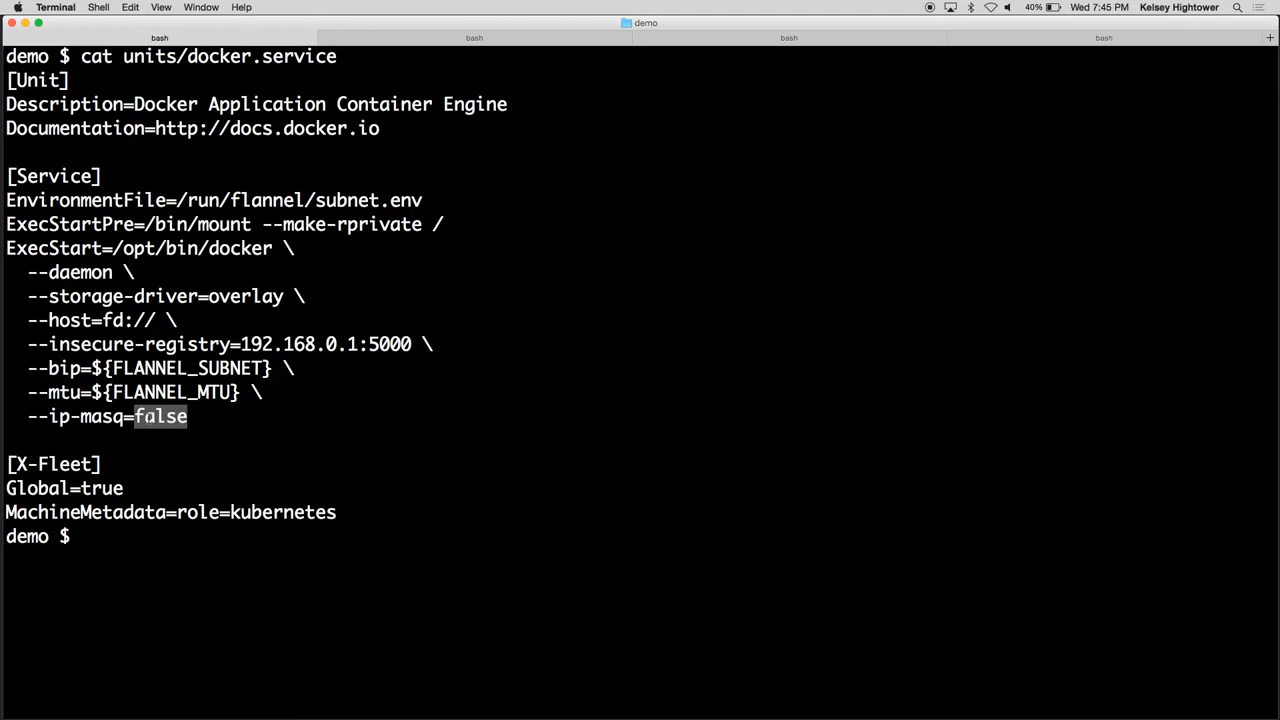 Terminal Shell Edit View Window Help 40% Wed 7:45 PM Kelsey Hightower
demo
bash bash bash bash +
demo $ cat units/docker.service
[Unit]
Description=Docker Application Container Engine
Documentation=http://docs.docker.io
[Service]
EnvironmentFile=/run/flannel/subnet.env
ExecStartPre=/bin/mount --make-rprivate /
ExecStart=/opt/bin/docker \
--daemon \
--storage-driver=overlay \
--host=fd:// \
--insecure-registry=192.168.0.1:5000 \
--bip=${FLANNEL_SUBNET} \
--mtu=${FLANNEL_MTU} \
--ip-masq=false
[X-Fleet]
Global=true
MachineMetadata=role=kubernetes
demo $